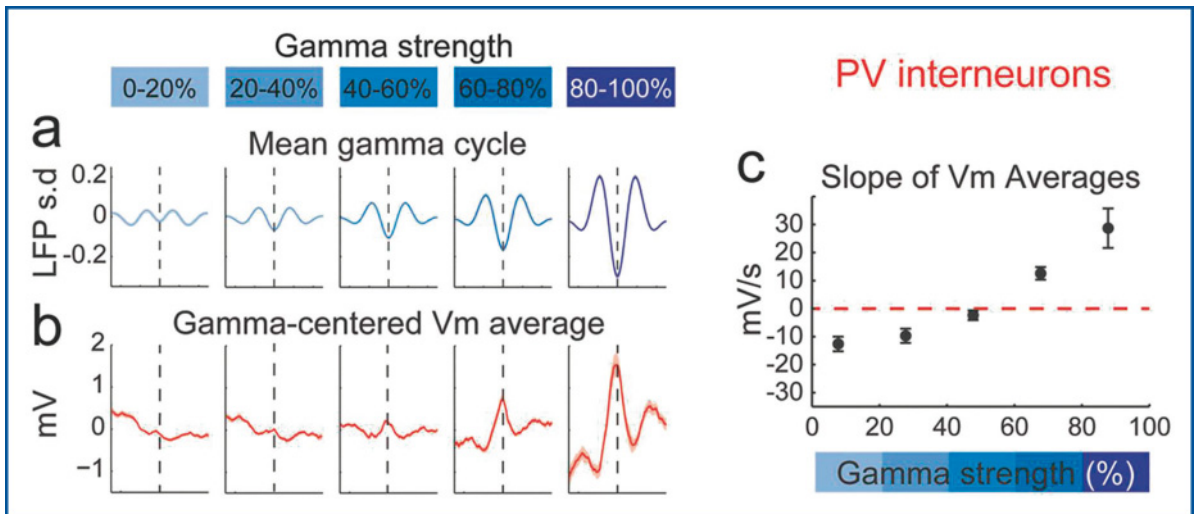 Gamma strength
0-20% 20-40% 40-60% 60-80% 80-100%
PV interneurons
a
Mean gamma cycle
LFP s.d
0.2
0
-0.2
b
Gamma-centered Vm average
mV
2
1
0
−1
c
Slope of Vm Averages
mV/s
30
20
10
0
-10
-20
-30
0 20 40 60 80 100
Gamma strength (%)